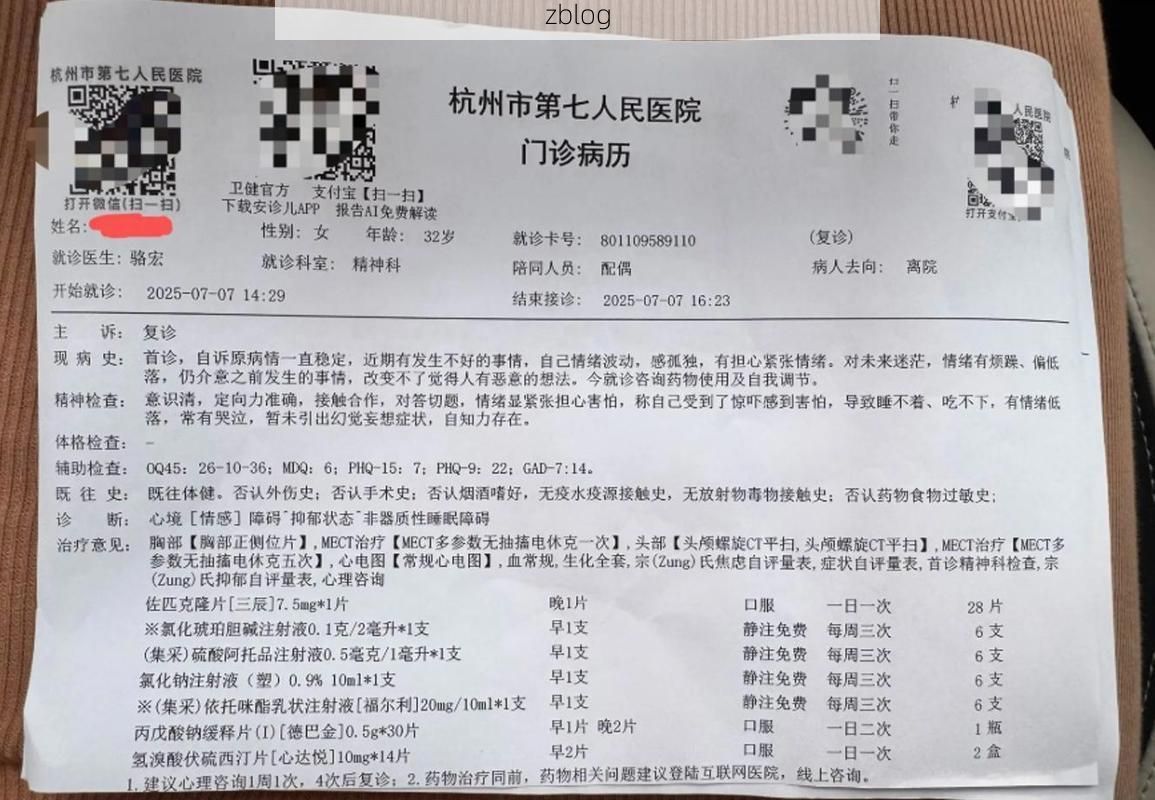 zblog
杭州市第七人民医院
打开微信(扫一扫)
卫健官方 支付宝【扫一扫】
下载安诊儿APP 报告AI免费解读
杭州市第七人民医院
门诊病历
扫一扫带你走
人民医院
打开支付宝
姓名:
性别: 女 年龄: 32岁
就诊卡号: 801109589110
(复诊)
就诊医生: 骆宏
就诊科室: 精神科
陪同人员: 配偶
病人去向: 离院
开始就诊: 2025-07-07 14:29
结束接诊: 2025-07-07 16:23
主 诉: 复诊
现 病 史: 首诊，自诉原病情一直稳定，近期有发生不好的事情，自己情绪波动，感孤独，有担心紧张情绪。对未来迷茫，情绪有烦躁、偏低
落，仍介意之前发生的事情，改变不了觉得人有恶意的想法。今就诊咨询药物使用及自我调节。
精神检查: 意识清，定向力准确，接触合作，对答切题，情绪显紧张担心害怕，称自己受到了惊吓感到害怕，导致睡不着、吃不下，有情绪低
落，常有哭泣，暂未引出幻觉妄想症状，自知力存在。
体格检查: -
辅助检查: OQ45: 26-10-36; MDQ: 6; PHQ-15: 7; PHQ-9: 22; GAD-7:14。
既 往 史: 既往体健。否认外伤史; 否认手术史; 否认烟酒嗜好，无疫水疫源接触史，无放射物毒物接触史; 否认药物食物过敏史;
诊 断: 心境［情感］障碍^抑郁状态^非器质性睡眠障碍
治疗意见: 胸部【胸部正侧位片】,MECT治疗【MECT多参数无抽搐电休克一次】,头部【头颅螺旋CT平扫,头颅螺旋CT平扫】,MECT治疗【MECT多
参数无抽搐电休克五次】,心电图【常规心电图】,血常规,生化全套,宗(Zung)氏焦虑自评量表,症状自评量表,首诊精神科检查,宗
(Zung)氏抑郁自评量表,心理咨询
佐匹克隆片[三辰]7.5mg*1片 晚1片 口服 一日一次 28 片
※氯化琥珀胆碱注射液0.1克/2毫升*1支 早1支 静注免费 每周三次 6 支
(集采)硫酸阿托品注射液0.5毫克/1毫升*1支 早1支 静注免费 每周三次 6 支
氯化钠注射液（塑）0.9% 10ml*1支 早1支 静注免费 每周三次 6 支
※(集采)依托咪酯乳状注射液[福尔利]20mg/10ml*1支 早1支 静注免费 每周三次 6 支
丙戊酸钠缓释片(I)[德巴金]0.5g*30片 早1片 晚2片 口服 一日二次 1 瓶
氢溴酸伏硫西汀片[心达悦]10mg*14片 早2片 口服 一日一次 2 盒
1.建议心理咨询1周1次，4次后复诊; 2.药物治疗同前，药物相关问题建议登陆互联网医院，线上咨询。